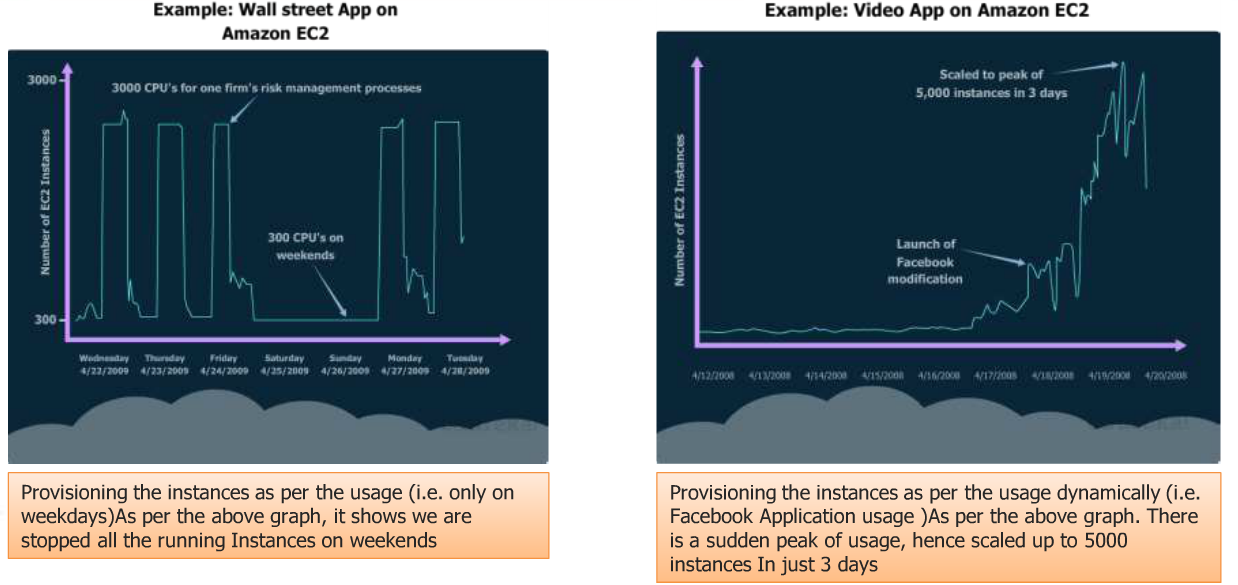 Example: Wall street App on
Amazon EC2
3000
3000 CPU's for one firm's risk management processes
Number of EC2 Instances
300 CPU's on
weekends
300
Wednesday Thursday Friday Saturday Sunday Monday Tuesday
4/22/2009 4/23/2009 4/24/2009 4/25/2009 4/26/2009 4/27/2009 4/28/2009
Provisioning the instances as per the usage (i.e. only on
weekdays)As per the above graph, it shows we are
stopped all the running Instances on weekends
Example: Video App on Amazon EC2
Scaled to peak of
5,000 instances in 3 days
Number of EC2 Instances
Launch of
Facebook
modification
4/12/2008 4/13/2008 4/14/2008 4/15/2008 4/16/2008 4/17/2008 4/18/2008 4/19/2008 4/20/2008
Provisioning the instances as per the usage dynamically (i.e.
Facebook Application usage )As per the above graph. There
is a sudden peak of usage, hence scaled up to 5000
instances In just 3 days